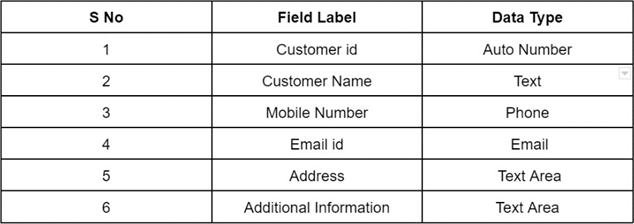 S No Field Label Data Type
1 Customer id Auto Number
2 Customer Name Text
3 Mobile Number Phone
4 Email id Email
5 Address Text Area
6 Additional Information Text Area